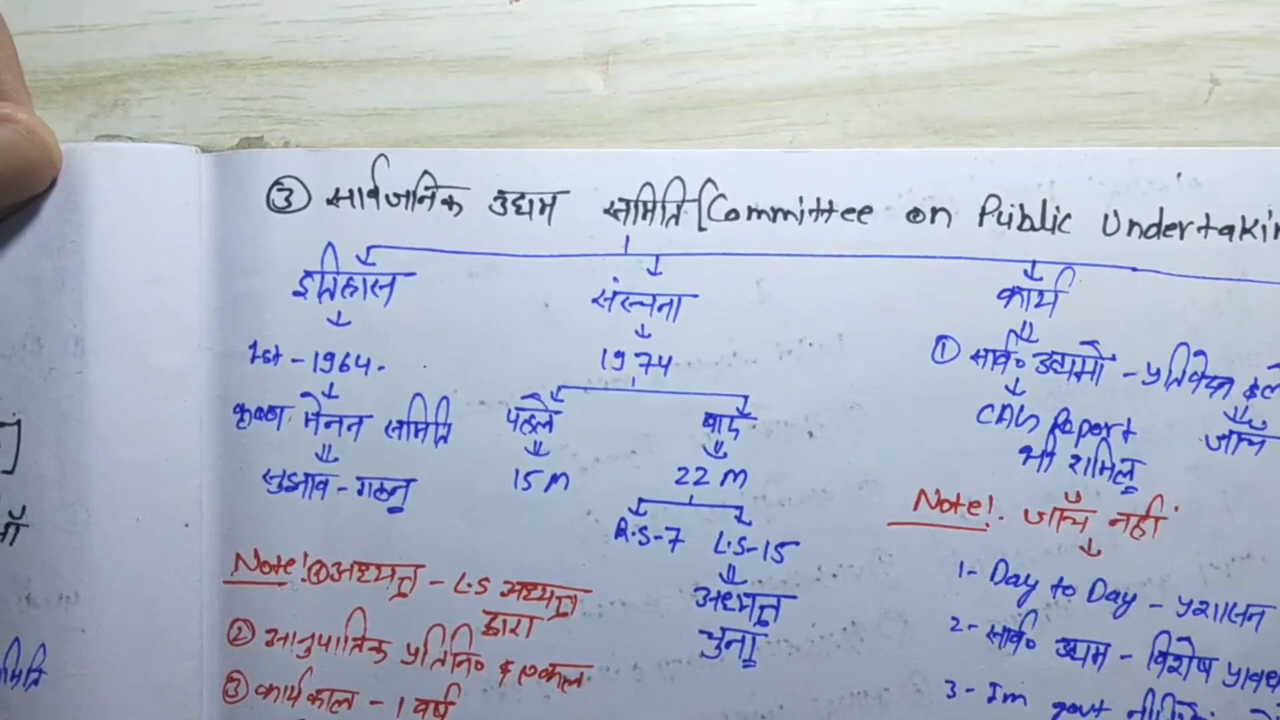 ③ सार्वजनिक उद्यम समिति [Committee on Public Undertakin
इतिहास
1st - 1964.
कृष्णा मेनन समिति
सुझाव - गठन
संरचना
1974
पहले
15 m
बाद
22 m
R.S-7 L.S-15
अध्यक्ष
चुना
कार्य
① सार्व० उद्यमों - प्रतिवेदन
जाँच
CAG Report
भी शामिल
Note! जाँच नहीं
1- Day to Day - प्रशासन
2- सार्व० उद्यम - विशेष
3- Im govt
Note! ① अध्यक्ष - L.S अध्यक्ष
द्वारा
② आनुपातिक प्रतिनि०
③ कार्यकाल - 1 वर्ष
मिति